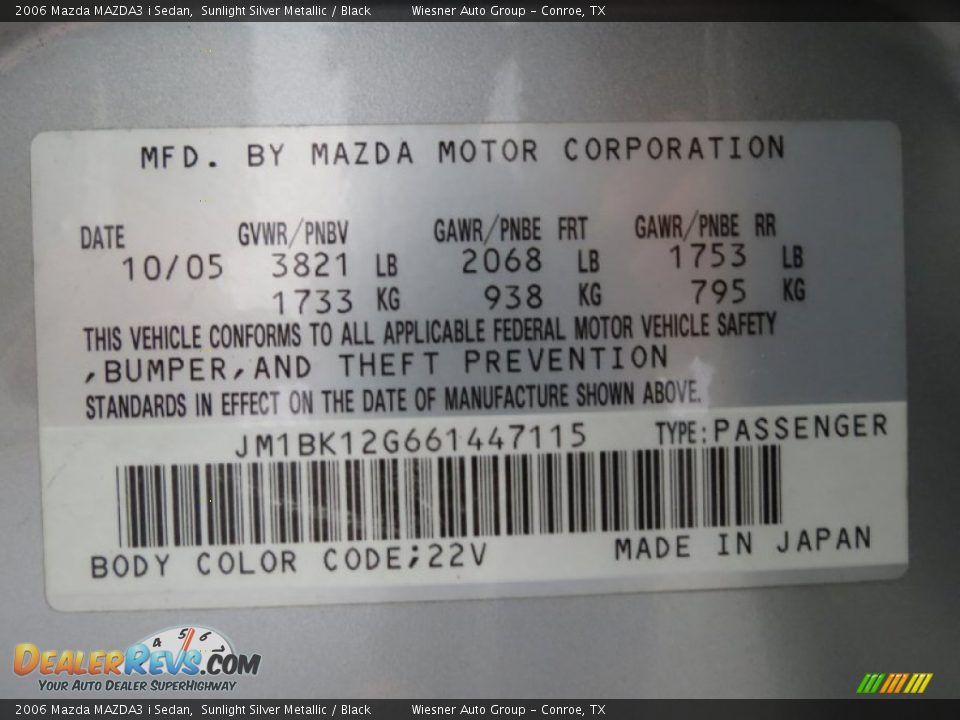 2006 Mazda MAZDA3 i Sedan, Sunlight Silver Metallic / Black Wiesner Auto Group - Conroe, TX
MFD. BY MAZDA MOTOR CORPORATION
DATE GVWR/PNBV GAWR/PNBE FRT GAWR/PNBE RR
10/05 3821 LB 2068 LB 1753 LB
1733 KG 938 KG 795 KG
THIS VEHICLE CONFORMS TO ALL APPLICABLE FEDERAL MOTOR VEHICLE SAFETY
,BUMPER,AND THEFT PREVENTION
STANDARDS IN EFFECT ON THE DATE OF MANUFACTURE SHOWN ABOVE.
JM1BK12G661447115 TYPE:PASSENGER
BODY COLOR CODE;22V MADE IN JAPAN
4 5 6 7
DEALERREVS.COM
YOUR AUTO DEALER SUPERHIGHWAY
2006 Mazda MAZDA3 i Sedan, Sunlight Silver Metallic / Black Wiesner Auto Group - Conroe, TX